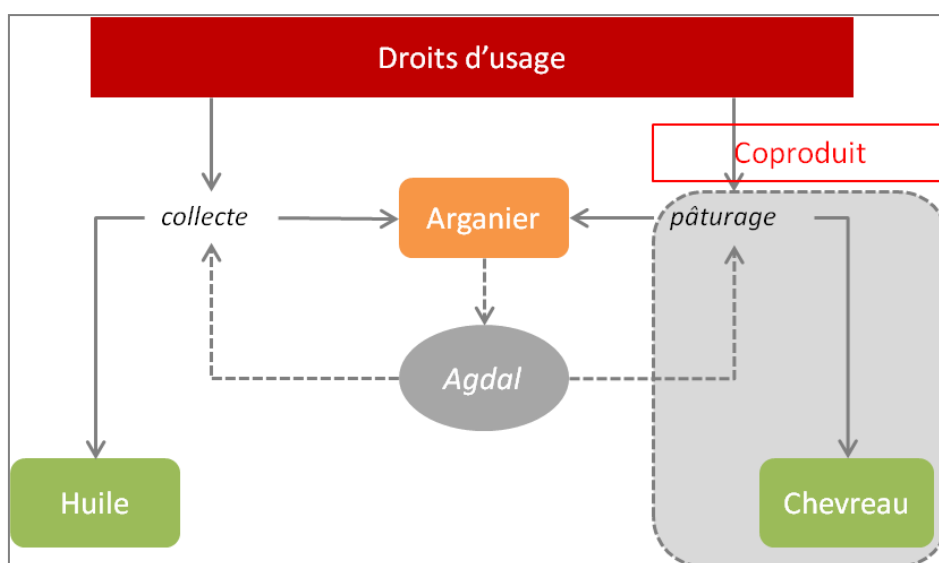 Droits d'usage
Coproduit
collecte
Arganier
pâturage
Agdal
Huile
Chevreau